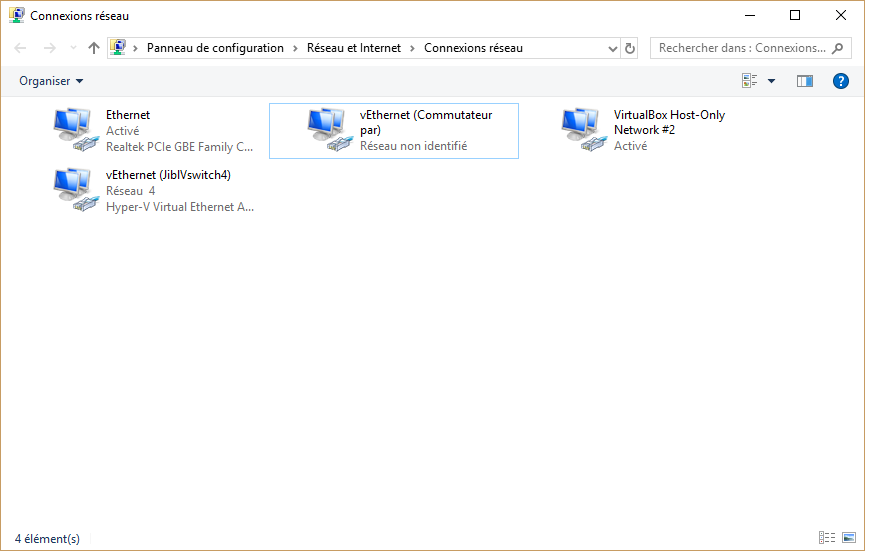 Connexions réseau
Panneau de configuration > Réseau et Internet > Connexions réseau
Rechercher dans : Connexions...
Organiser
?
Ethernet
Activé
Realtek PCIe GBE Family C...
vEthernet (Commutateur
par)
Réseau non identifié
VirtualBox Host-Only
Network #2
Activé
vEthernet (JiblVswitch4)
Réseau 4
Hyper-V Virtual Ethernet A...
4 élément(s)